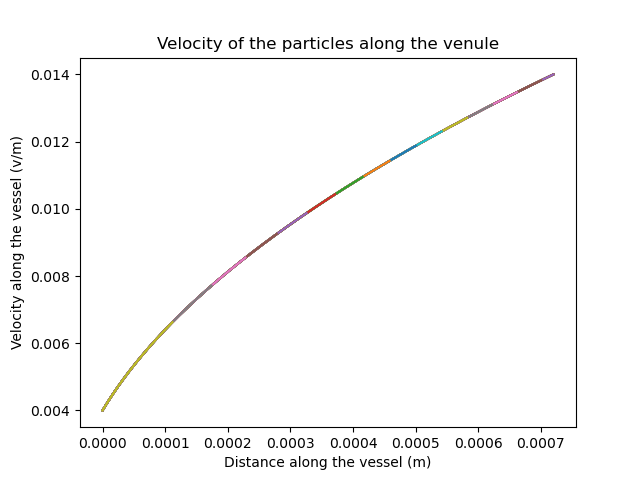 Velocity of the particles along the venule
Velocity along the vessel (v/m)
0.014
0.012
0.010
0.008
0.006
0.004
0.0000 0.0001 0.0002 0.0003 0.0004 0.0005 0.0006 0.0007
Distance along the vessel (m)